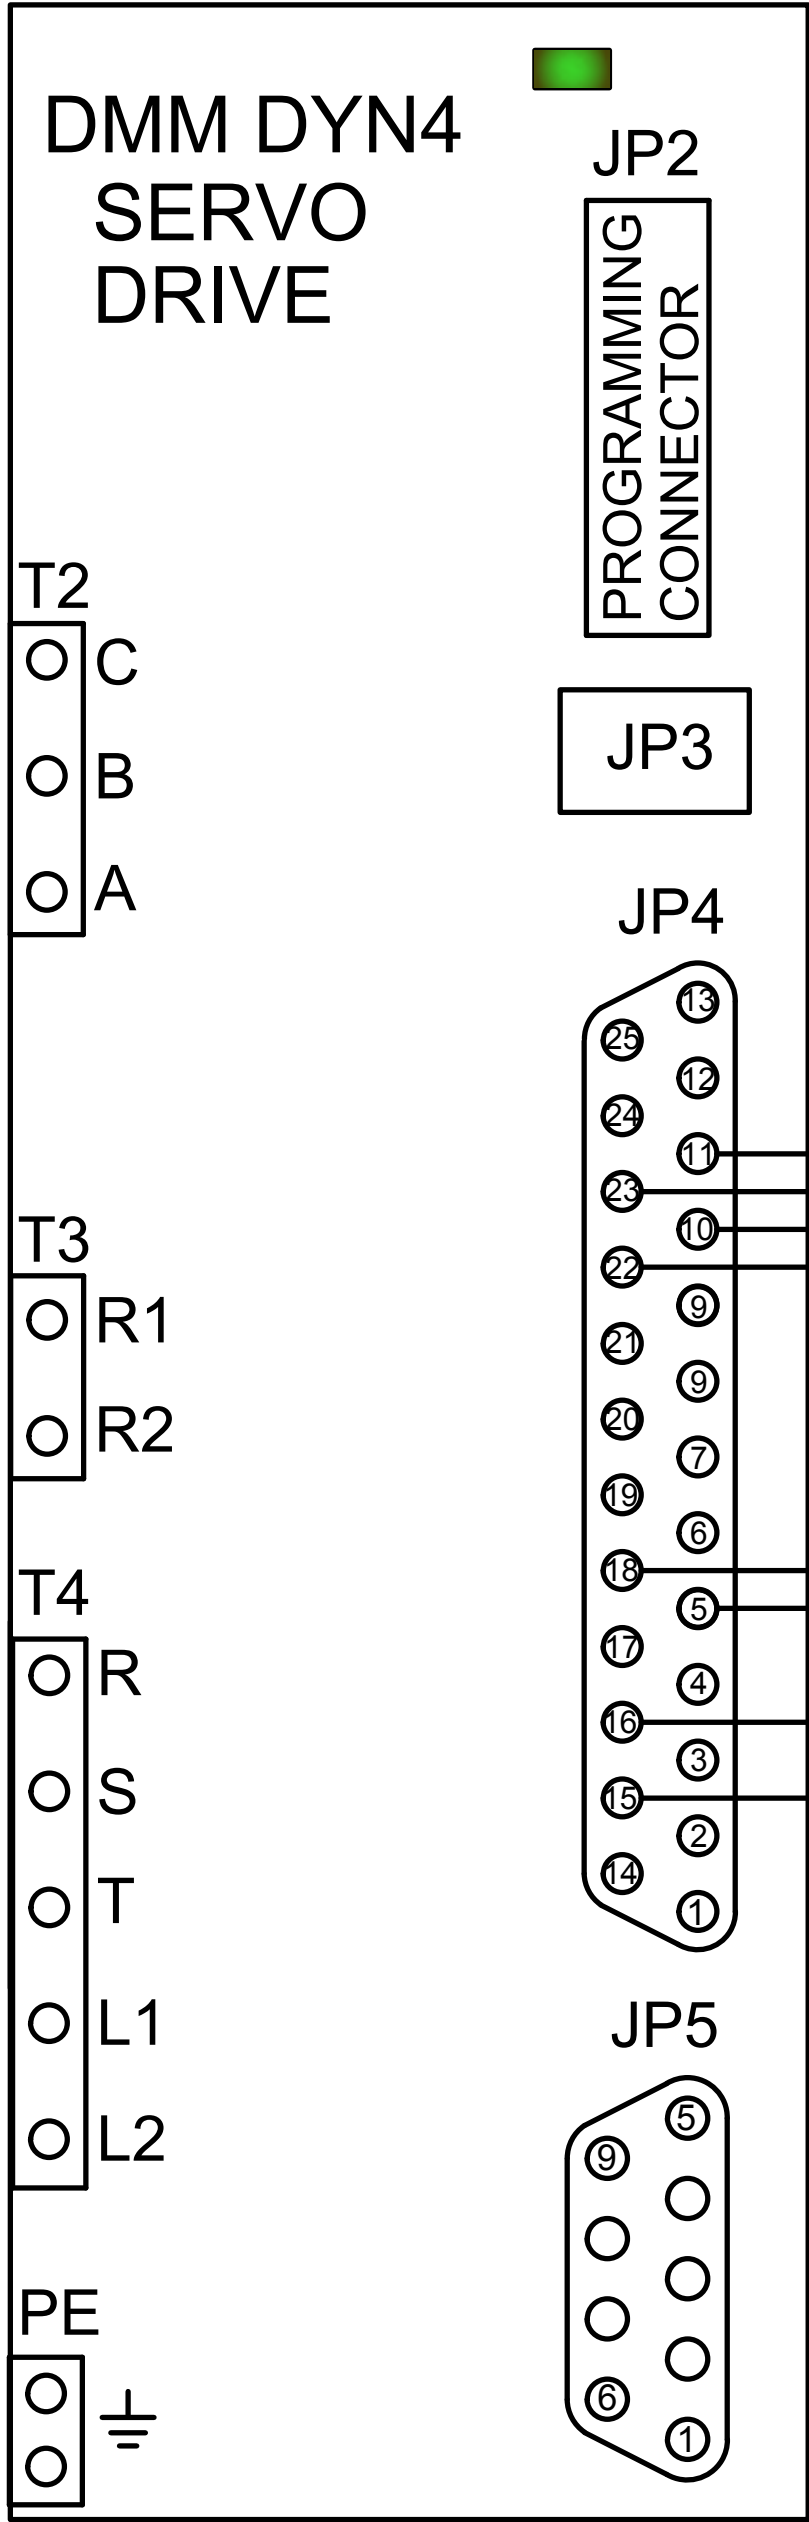 DMM DYN4
SERVO
DRIVE
JP2
PROGRAMMING
CONNECTOR
T2
C
B
A
JP3
JP4
13
25
12
24
11
23
10
22
9
21
9
20
7
19
6
18
5
17
4
16
3
15
2
14
1
T3
R1
R2
T4
R
S
T
L1
L2
JP5
5
9
6
1
PE